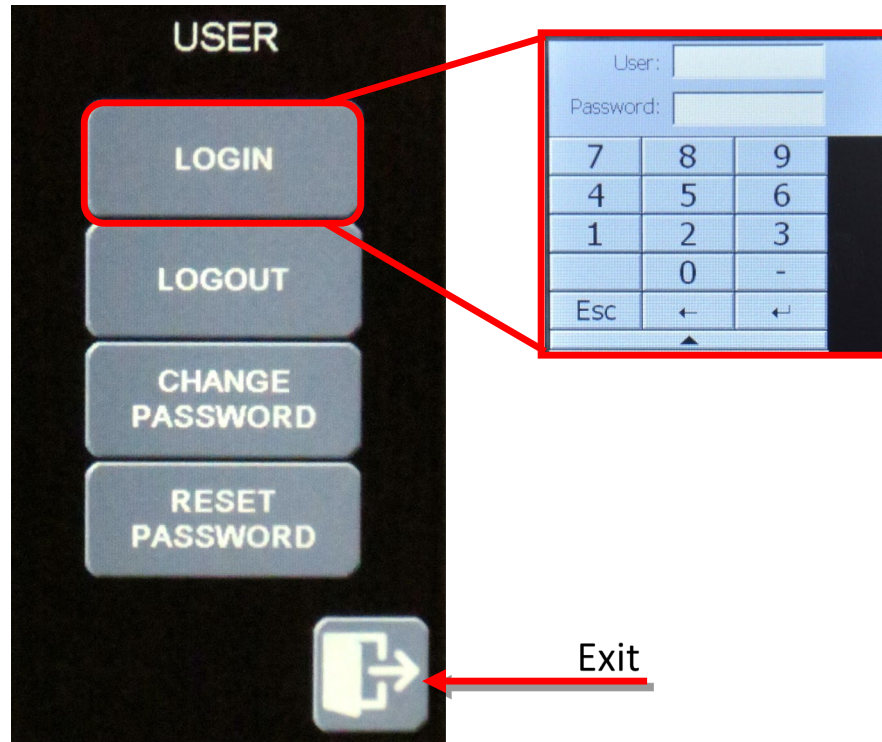 USER
LOGIN
LOGOUT
CHANGE
PASSWORD
RESET
PASSWORD
User:
Password:
7 8 9
4 5 6
1 2 3
0 -
Esc ← ↵
▲
Exit